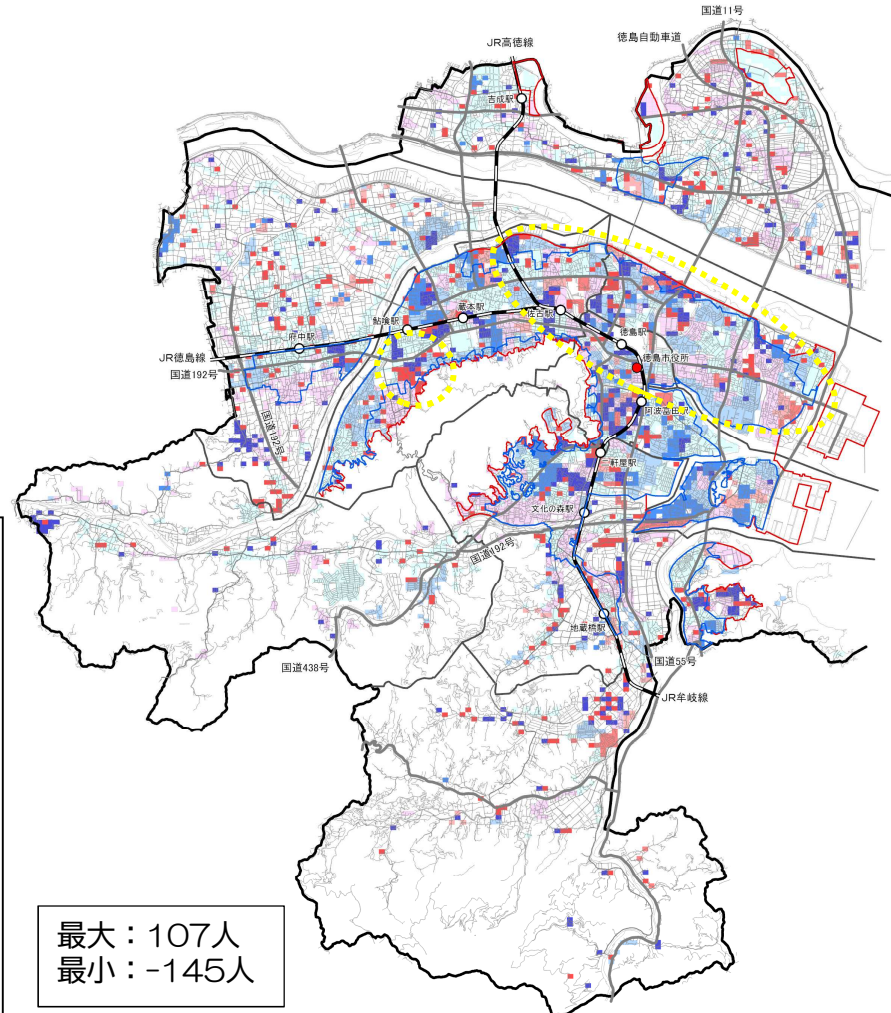 国道11号
徳島自動車道
JR高徳線
吉成駅
佐古駅
蔵本駅
鮎喰駅
府中駅
徳島駅
JR徳島線
国道192号
徳島市役所
阿波富田駅
国道192号
二軒屋駅
文化の森駅
国道192号
地蔵橋駅
国道438号
国道55号
JR牟岐線
最大:107人
最小:-145人